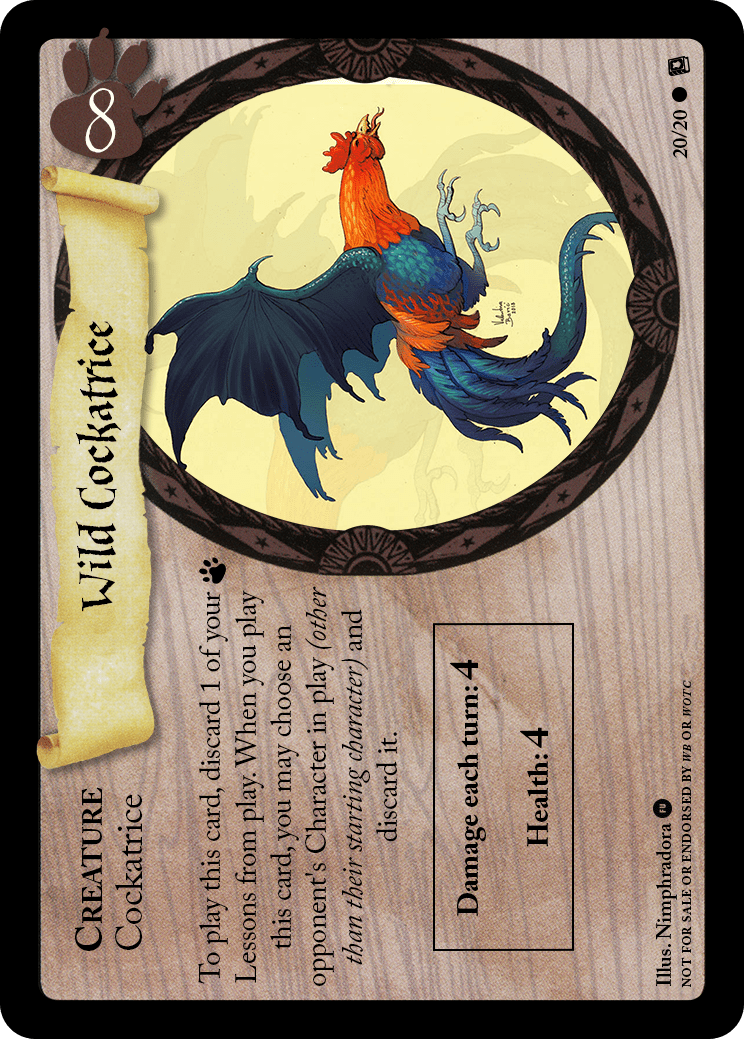 8
Wild Cockatrice
CREATURE
Cockatrice
To play this card, discard 1 of your
Lessons from play. When you play
this card, you may choose an
opponent's Character in play (other
than their starting character) and
discard it.
Damage each turn: 4
Health: 4
Illus. Nimphradora FU
NOT FOR SALE OR ENDORSED BY WB OR WOTC
20/20